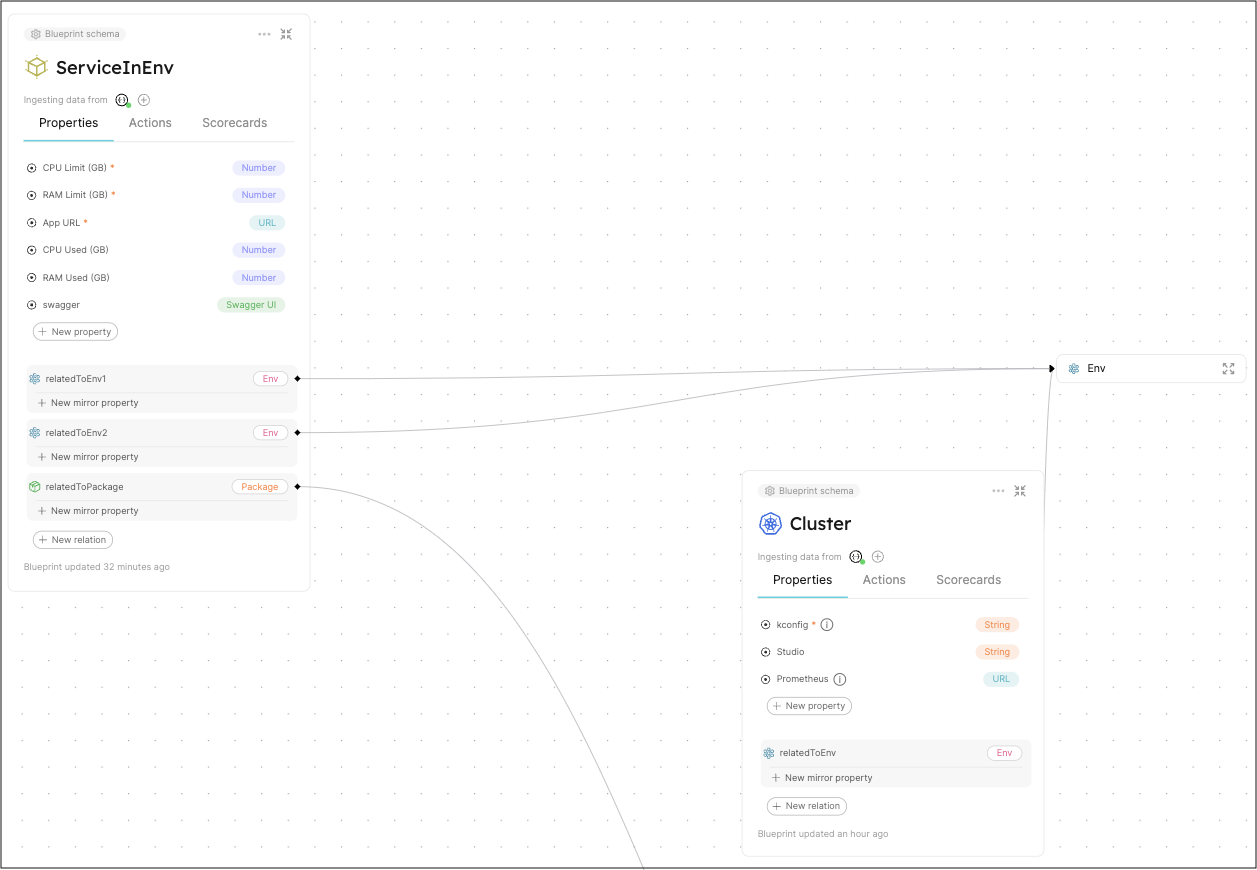 Blueprint schema
ServiceInEnv
Ingesting data from
Properties Actions Scorecards
CPU Limit (GB) * Number
RAM Limit (GB) * Number
App URL * URL
CPU Used (GB) Number
RAM Used (GB) Number
swagger Swagger UI
+ New property
relatedToEnv1 Env
+ New mirror property
relatedToEnv2 Env
+ New mirror property
relatedToPackage Package
+ New mirror property
+ New relation
Blueprint updated 32 minutes ago
Env
Blueprint schema
Cluster
Ingesting data from
Properties Actions Scorecards
kconfig * String
Studio String
Prometheus URL
+ New property
relatedToEnv Env
+ New mirror property
+ New relation
Blueprint updated an hour ago